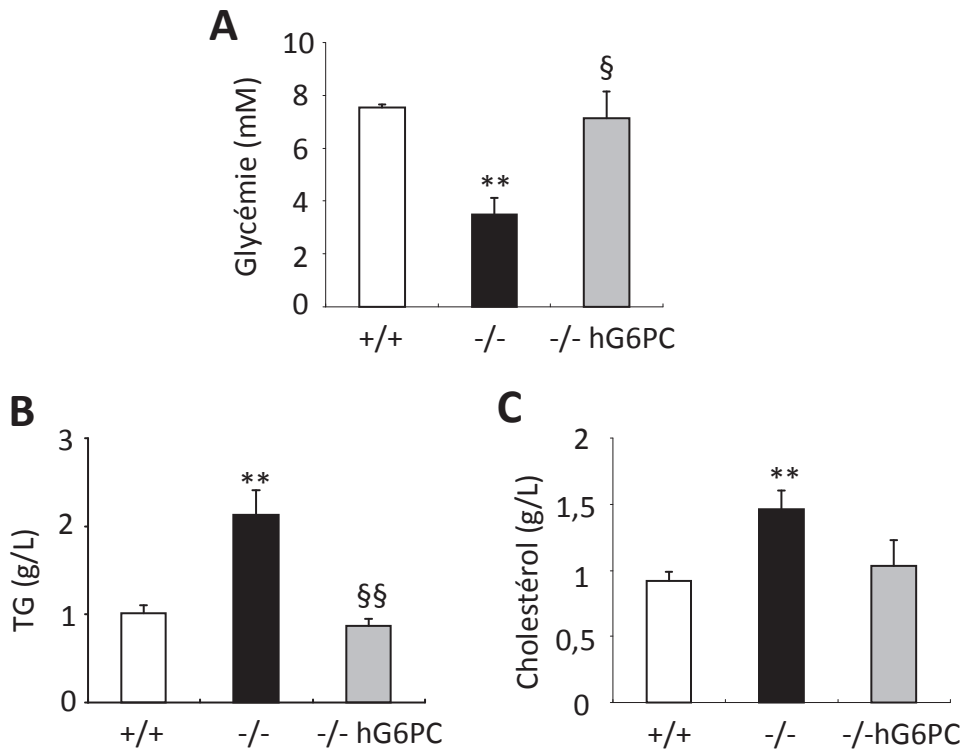 A
Glycémie (mM)
10
8
6
4
2
0
**
§
+/+ -/- -/- hG6PC
B
TG (g/L)
3
2
1
0
**
§§
+/+ -/- -/- hG6PC
C
Cholestérol (g/L)
2
1,5
1
0,5
0
**
+/+ -/- -/-hG6PC